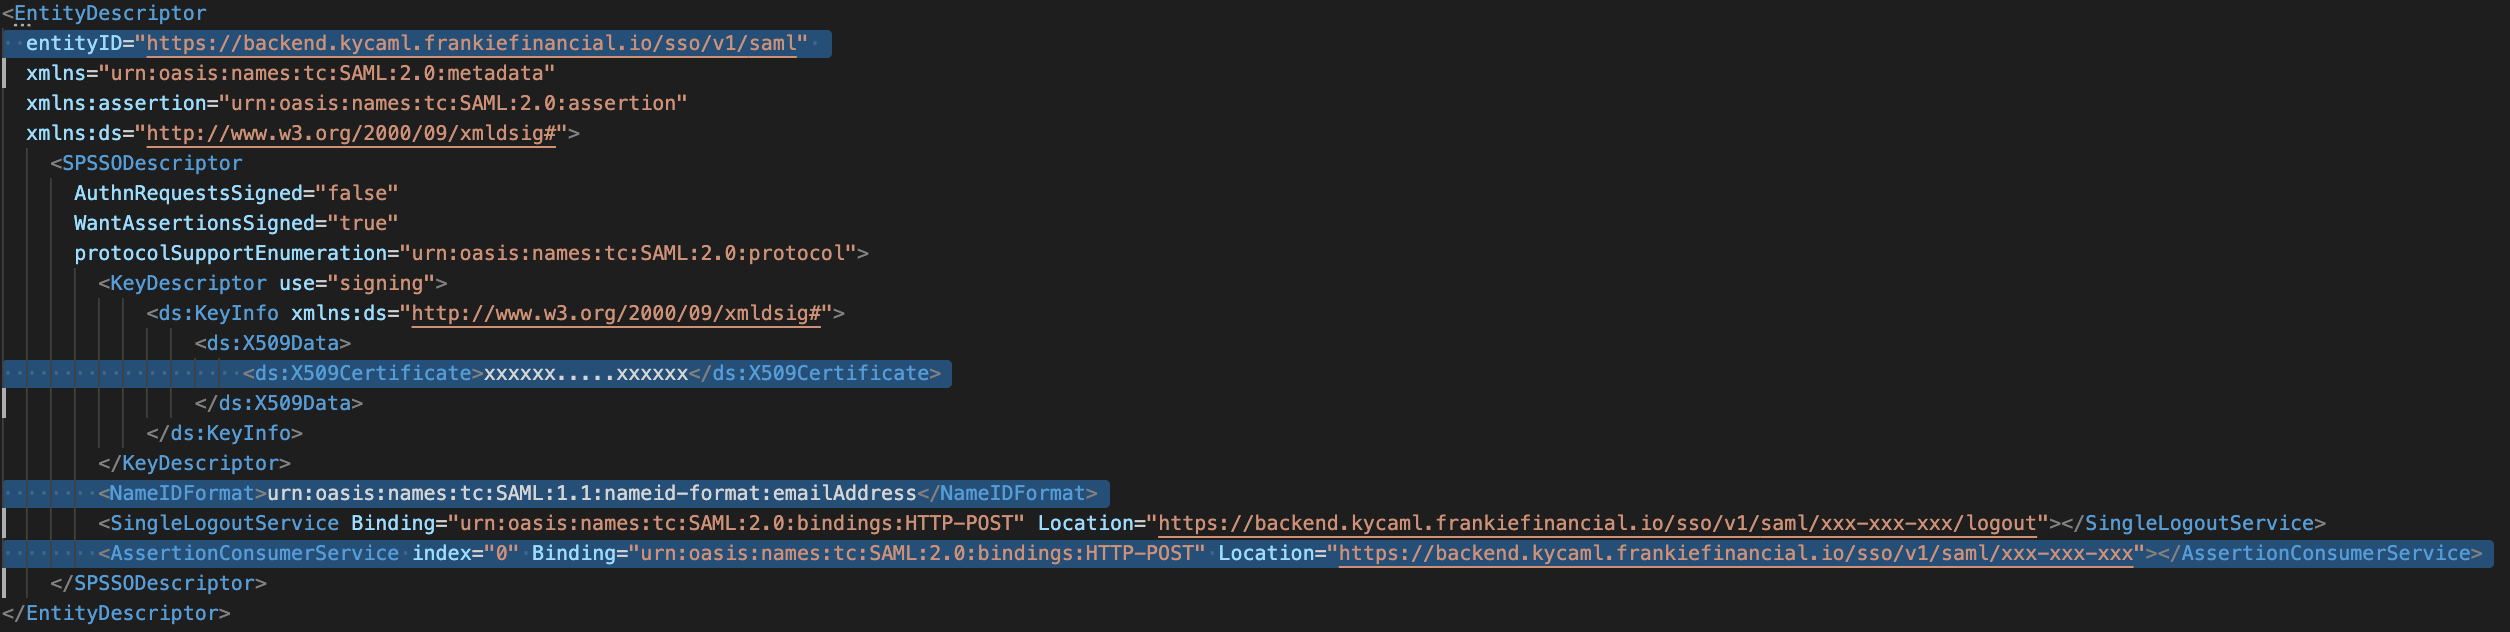 <EntityDescriptor
entityID="https://backend.kycaml.frankiefinancial.io/sso/v1/saml"
xmlns="urn:oasis:names:tc:SAML:2.0:metadata"
xmlns:assertion="urn:oasis:names:tc:SAML:2.0:assertion"
xmlns:ds="http://www.w3.org/2000/09/xmldsig#">
<SPSSODescriptor
AuthnRequestsSigned="false"
WantAssertionsSigned="true"
protocolSupportEnumeration="urn:oasis:names:tc:SAML:2.0:protocol">
<KeyDescriptor use="signing">
<ds:KeyInfo xmlns:ds="http://www.w3.org/2000/09/xmldsig#">
<ds:X509Data>
<ds:X509Certificate>xxxxxx.....xxxxxx</ds:X509Certificate>
</ds:X509Data>
</ds:KeyInfo>
</KeyDescriptor>
<NameIDFormat>urn:oasis:names:tc:SAML:1.1:nameid-format:emailAddress</NameIDFormat>
<SingleLogoutService Binding="urn:oasis:names:tc:SAML:2.0:bindings:HTTP-POST" Location="https://backend.kycaml.frankiefinancial.io/sso/v1/saml/xxx-xxx-xxx/logout"></SingleLogoutService>
<AssertionConsumerService index="0" Binding="urn:oasis:names:tc:SAML:2.0:bindings:HTTP-POST" Location="https://backend.kycaml.frankiefinancial.io/sso/v1/saml/xxx-xxx-xxx"></AssertionConsumerService>
</SPSSODescriptor>
</EntityDescriptor>